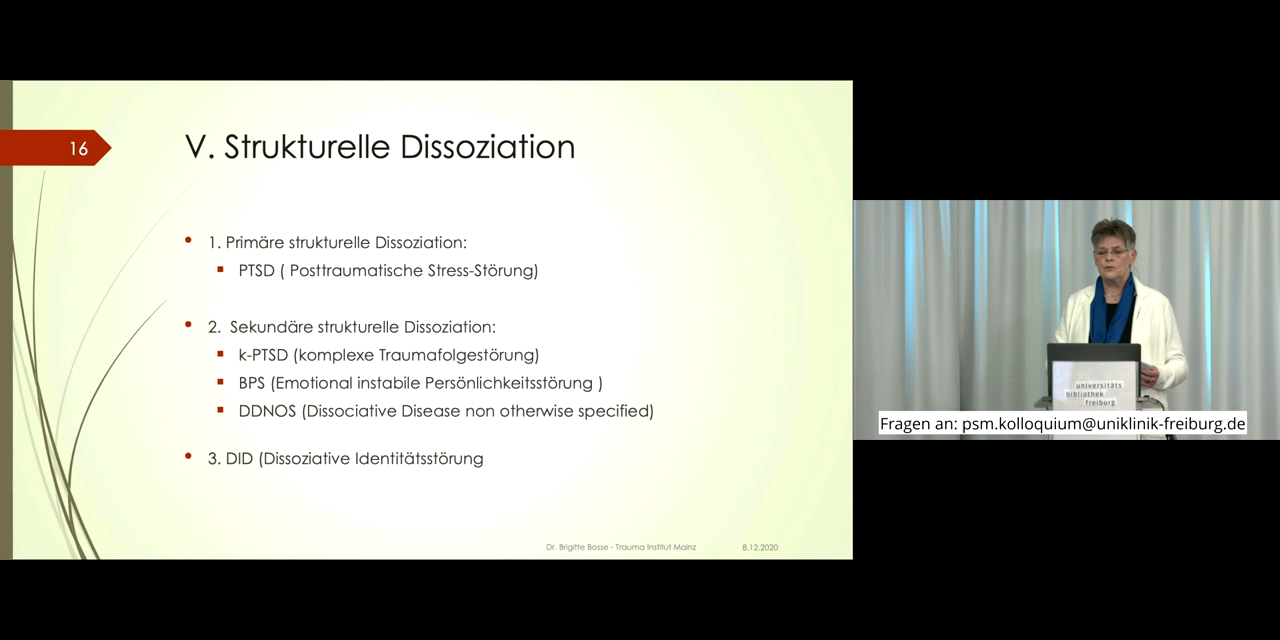 16
V. Strukturelle Dissoziation
1. Primäre strukturelle Dissoziation:
PTSD ( Posttraumatische Stress-Störung)
2. Sekundäre strukturelle Dissoziation:
k-PTSD (komplexe Traumafolgestörung)
BPS (Emotional instabile Persönlichkeitsstörung )
DDNOS (Dissociative Disease non otherwise specified)
3. DID (Dissoziative Identitätsstörung
Dr. Brigitte Bosse - Trauma Institut Mainz 8.12.2020
universitäts
bibliothek
freiburg
Fragen an: psm.kolloquium@uniklinik-freiburg.de